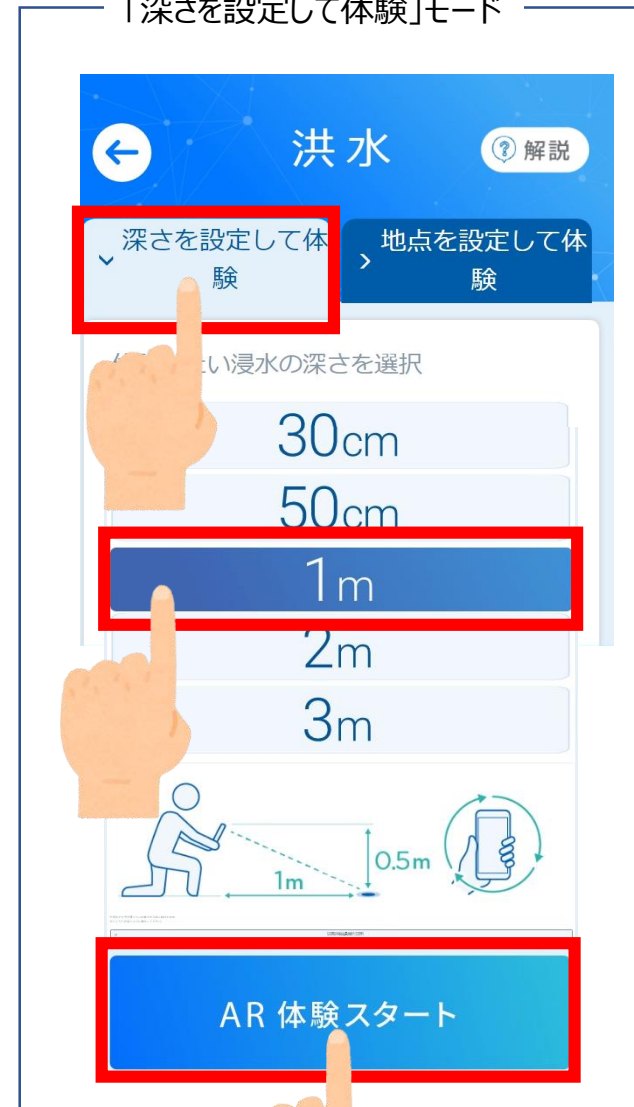 「深さを設定して体験」モード
洪水
? 解説
深さを設定して体
験
地点を設定して体
験
い浸水の深さを選択
30cm
50cm
1m
2m
3m
0.5m
1m
AR 体験スタート